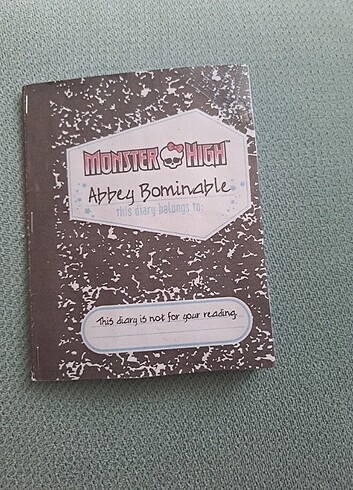 MONSTER HIGH
Abbey Bominable
this diary belongs to:
This diary is not for your reading.